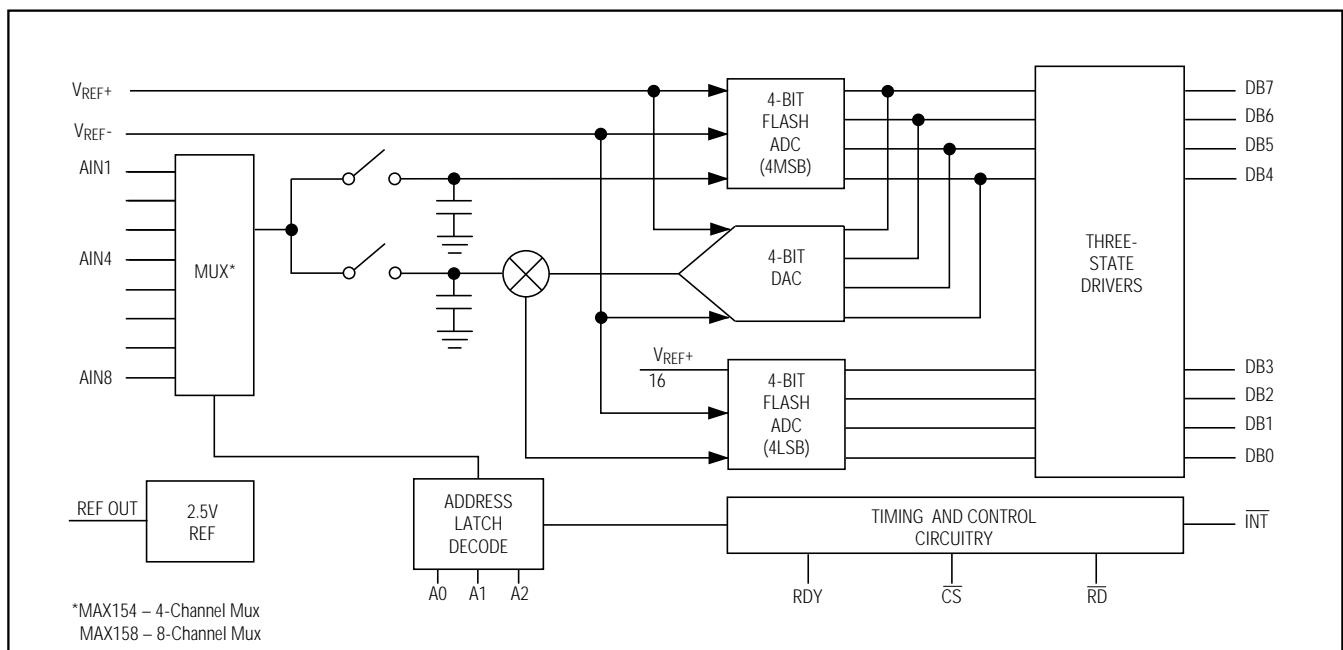 VREF+
VREF-
AIN1
AIN4
AIN8
MUX*
4-BIT
FLASH
ADC
(4MSB)
4-BIT
DAC
VREF+
16
4-BIT
FLASH
ADC
(4LSB)
THREE-
STATE
DRIVERS
DB7
DB6
DB5
DB4
DB3
DB2
DB1
DB0
REF OUT
2.5V
REF
ADDRESS
LATCH
DECODE
A0 A1 A2
TIMING AND CONTROL
CIRCUITRY
INT
RDY CS RD
*MAX154 – 4-Channel Mux
MAX158 – 8-Channel Mux